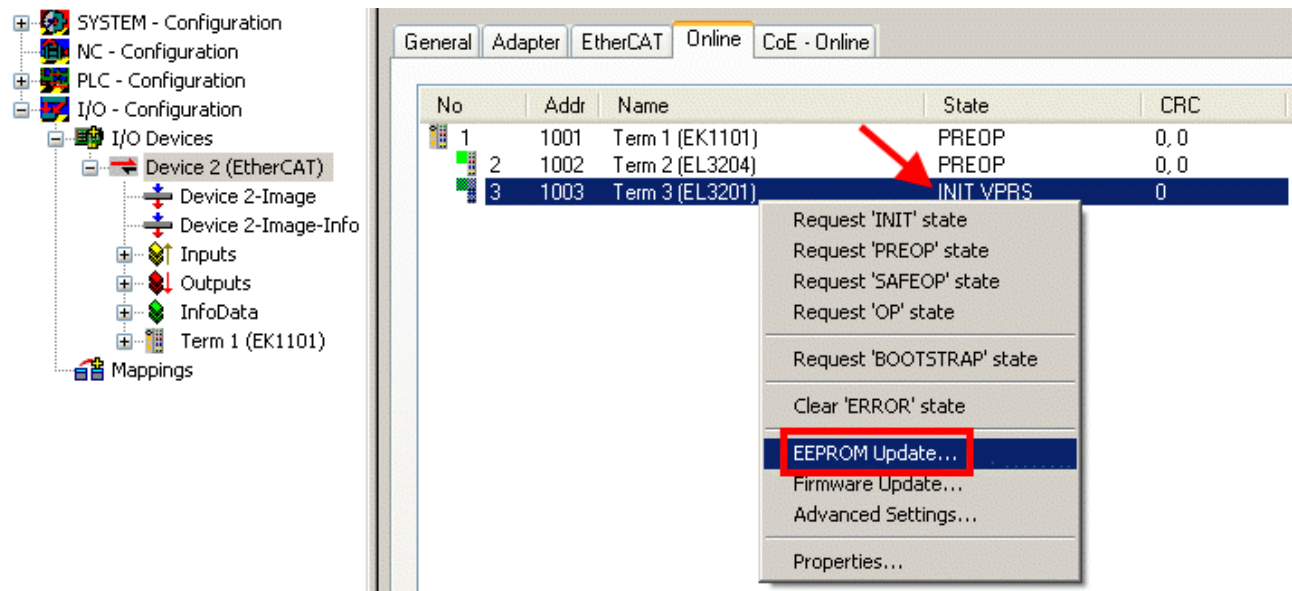 SYSTEM - Configuration
NC - Configuration
PLC - Configuration
I/O - Configuration
I/O Devices
Device 2 (EtherCAT)
Device 2-Image
Device 2-Image-Info
Inputs
Outputs
InfoData
Term 1 (EK1101)
Mappings
General Adapter EtherCAT Online CoE - Online
No Addr Name State CRC
1 1001 Term 1 (EK1101) PREOP 0, 0
2 1002 Term 2 (EL3204) PREOP 0, 0
3 1003 Term 3 (EL3201) INIT VPRS 0
Request 'INIT' state
Request 'PREOP' state
Request 'SAFEOP' state
Request 'OP' state
Request 'BOOTSTRAP' state
Clear 'ERROR' state
EEPROM Update...
Firmware Update...
Advanced Settings...
Properties...